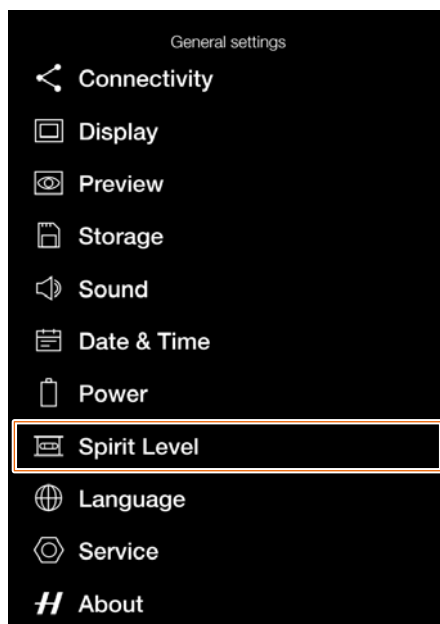 General settings
Connectivity
Display
Preview
Storage
Sound
Date & Time
Power
Spirit Level
Language
Service
About